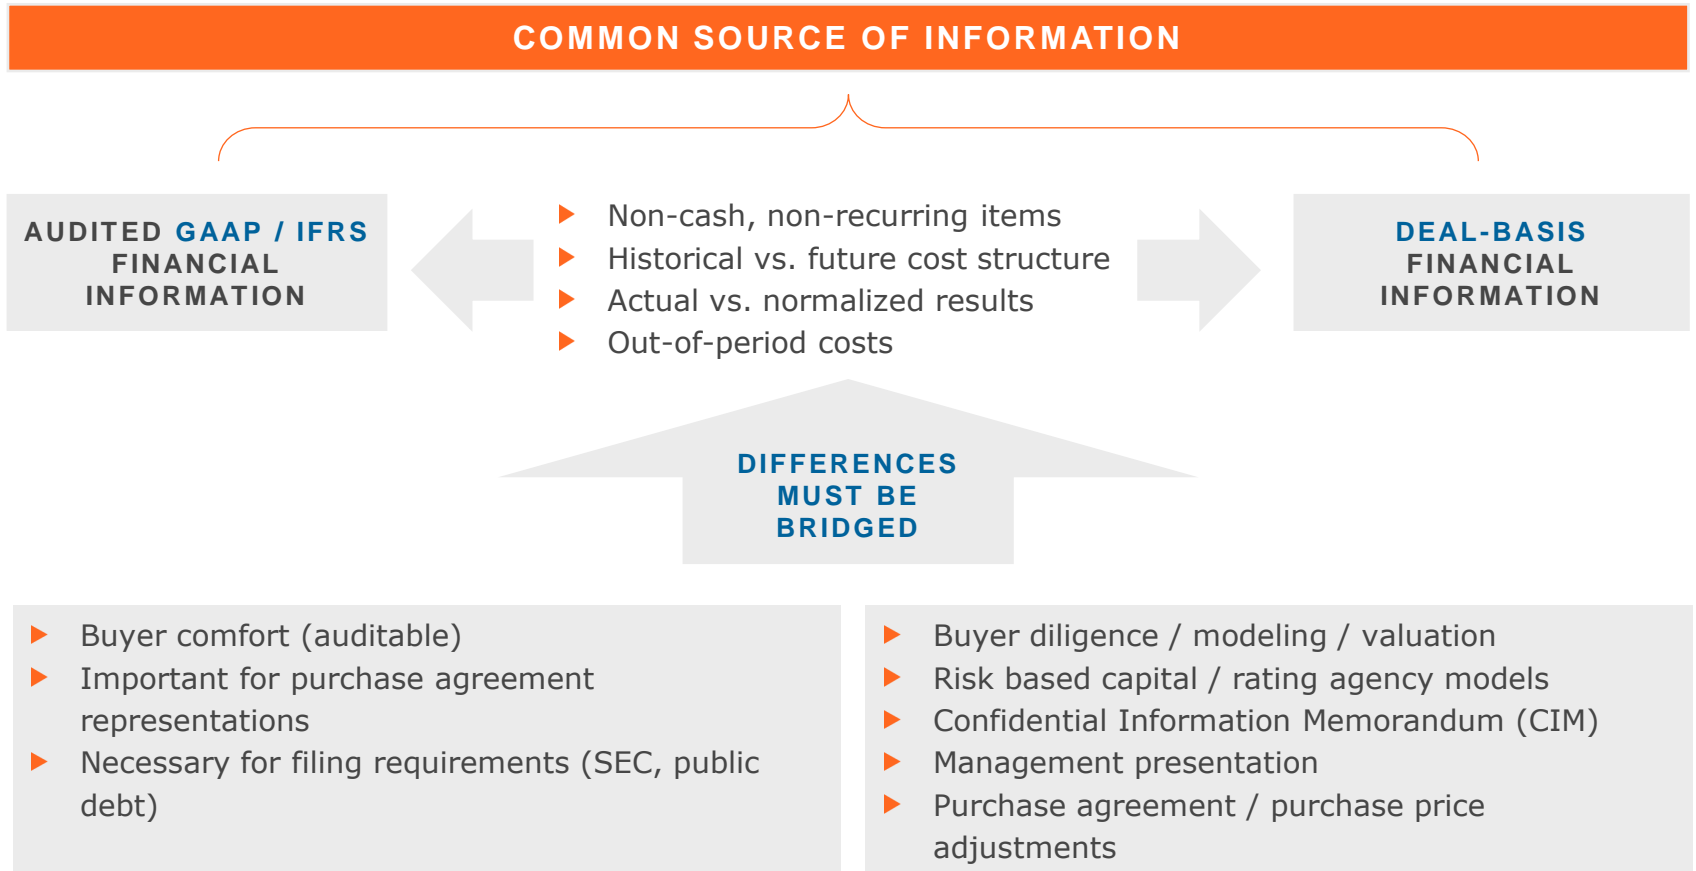 COMMON SOURCE OF INFORMATION
AUDITED GAAP / IFRS
FINANCIAL
INFORMATION
Non-cash, non-recurring items
Historical vs. future cost structure
Actual vs. normalized results
Out-of-period costs
DEAL-BASIS
FINANCIAL
INFORMATION
DIFFERENCES
MUST BE
BRIDGED
Buyer comfort (auditable)
Important for purchase agreement
representations
Necessary for filing requirements (SEC, public
debt)
Buyer diligence / modeling / valuation
Risk based capital / rating agency models
Confidential Information Memorandum (CIM)
Management presentation
Purchase agreement / purchase price
adjustments